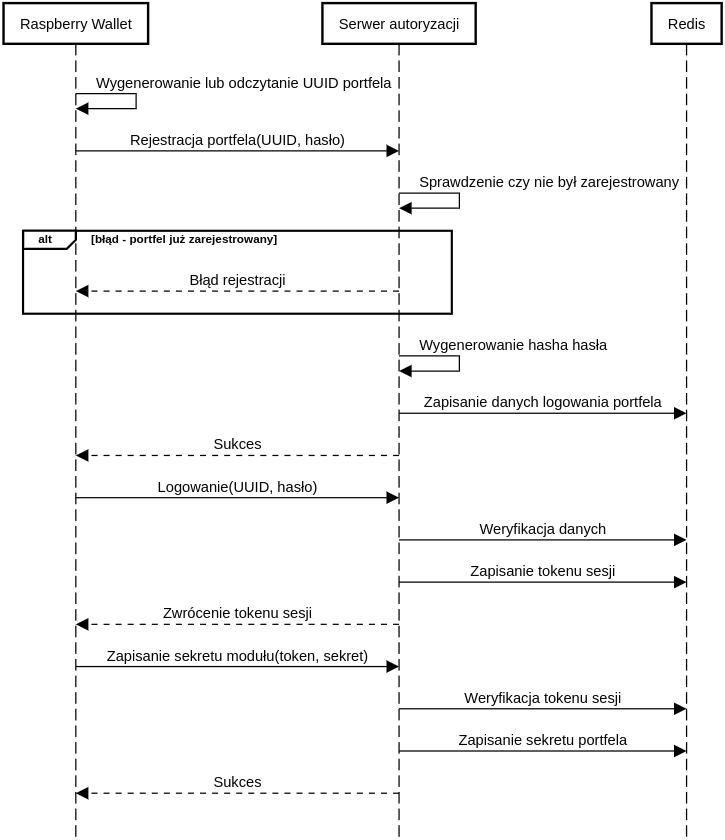 Raspberry Wallet
Serwer autoryzacji
Redis
Wygenerowanie lub odczytanie UUID portfela
Rejestracja portfela(UUID, hasło)
Sprawdzenie czy nie był zarejestrowany
alt
[błąd - portfel już zarejestrowany]
Błąd rejestracji
Wygenerowanie hasha hasła
Zapisanie danych logowania portfela
Sukces
Logowanie(UUID, hasło)
Weryfikacja danych
Zapisanie tokenu sesji
Zwrócenie tokenu sesji
Zapisanie sekretu modułu(token, sekret)
Weryfikacja tokenu sesji
Zapisanie sekretu portfela
Sukces